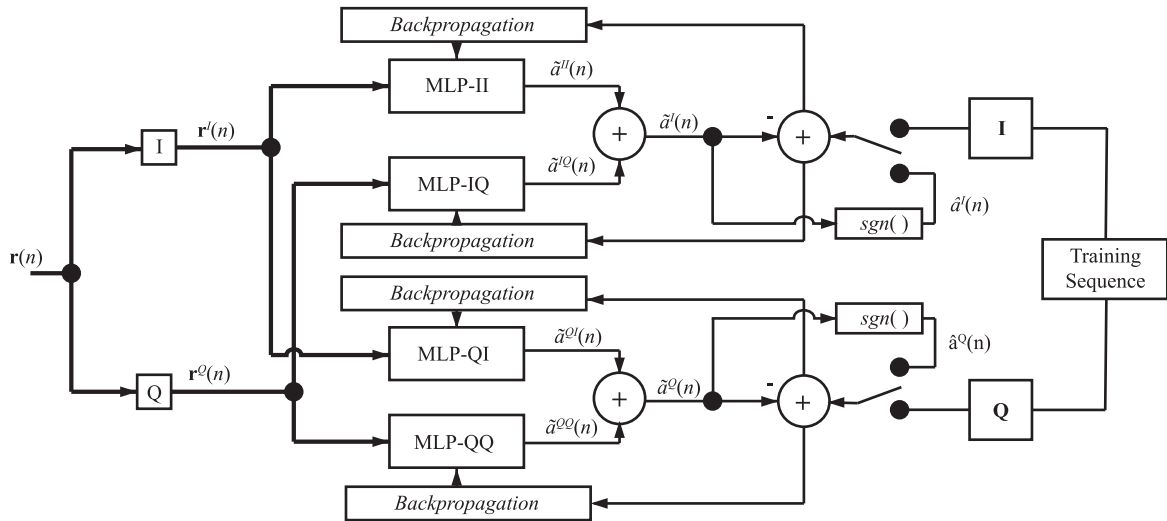 Backpropagation
MLP-II
ã^{II}(n)
I
r^I(n)
+
ã^I(n)
-
+
I
MLP-IQ
ã^{IQ}(n)
â^I(n)
sgn( )
Backpropagation
r(n)
Training
Sequence
Backpropagation
sgn( )
MLP-QI
ã^{QI}(n)
â^Q(n)
Q
r^Q(n)
+
ã^Q(n)
-
+
Q
MLP-QQ
ã^{QQ}(n)
Backpropagation